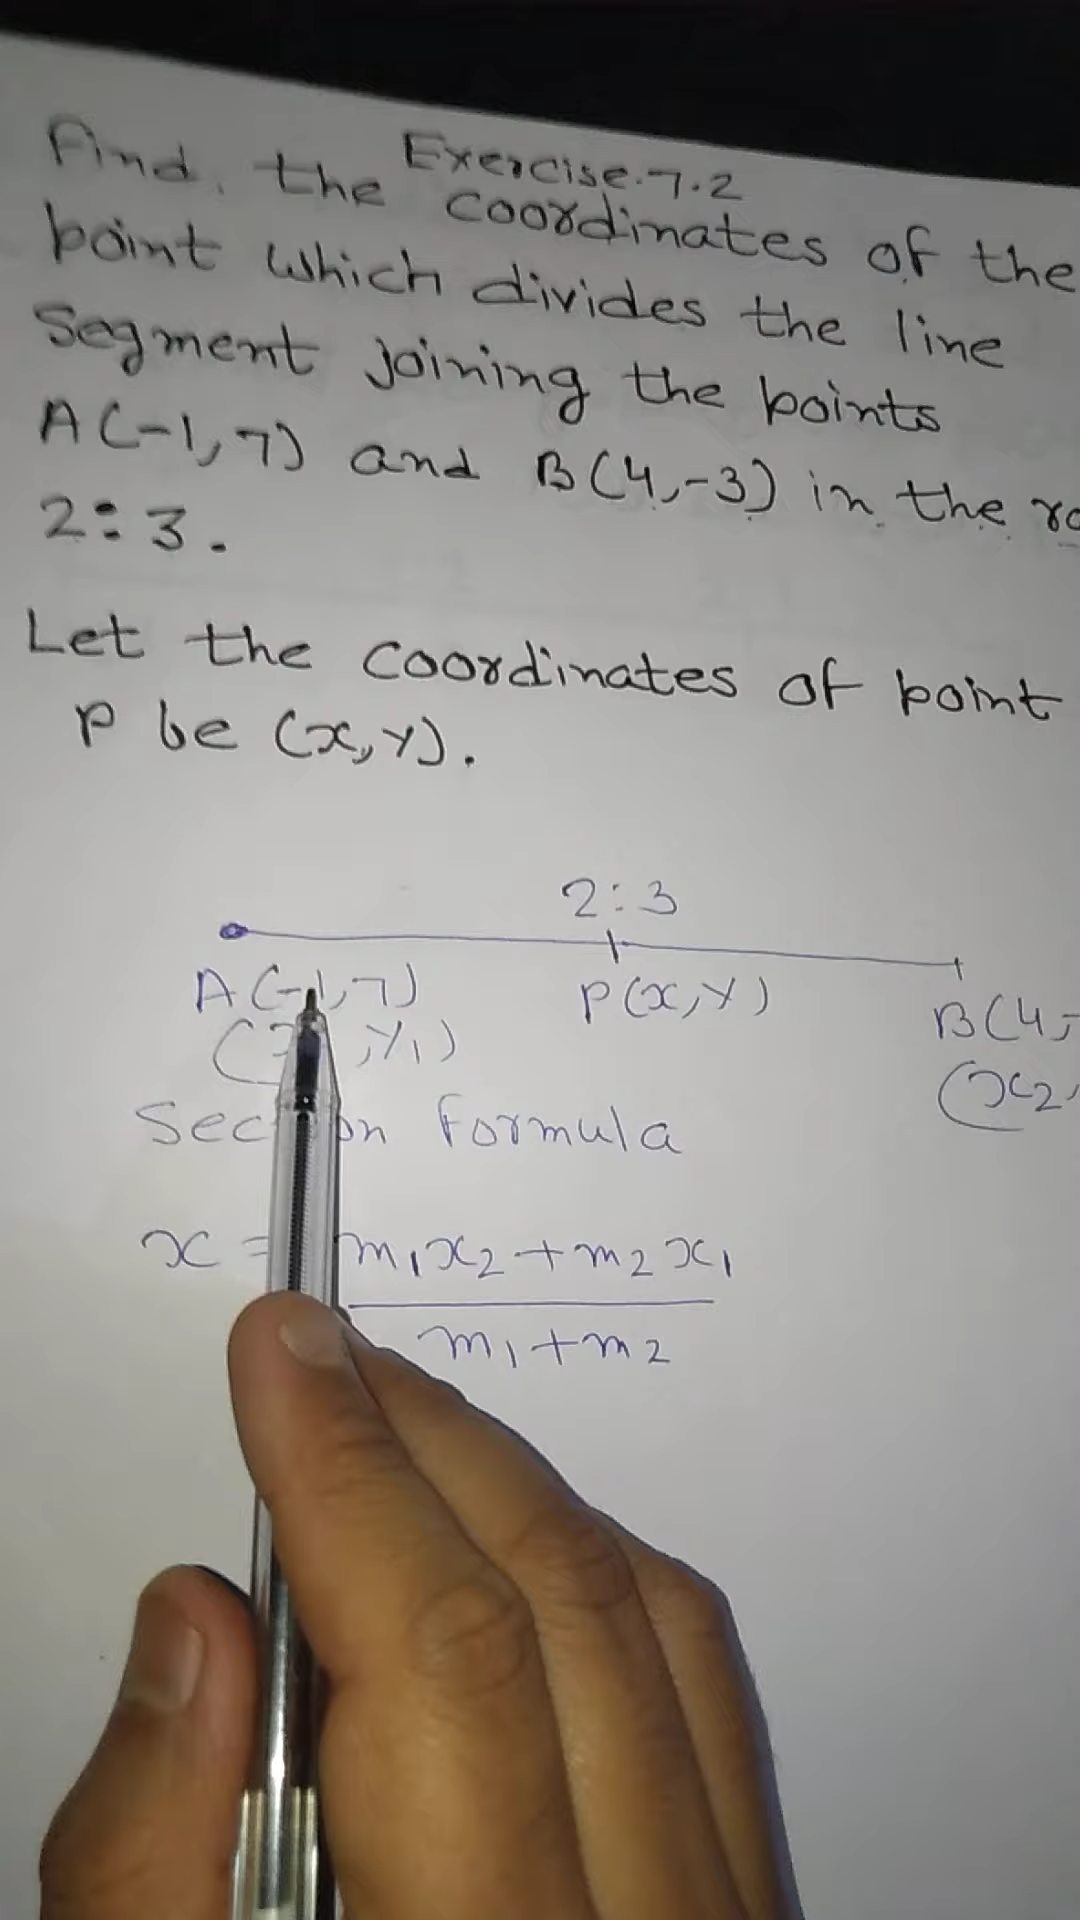 Exercise.7.2
Find the coordinates of the
point which divides the line
segment joining the points
A(-1,7) and B(4,-3) in the
2:3.
Let the coordinates of point
P be (x,y).
2:3
A(-1,7) P(x,y) B(4,-
( ,y₁) (x₂,
Formula
x = m₁x₂+m₂x₁
m₁+m₂